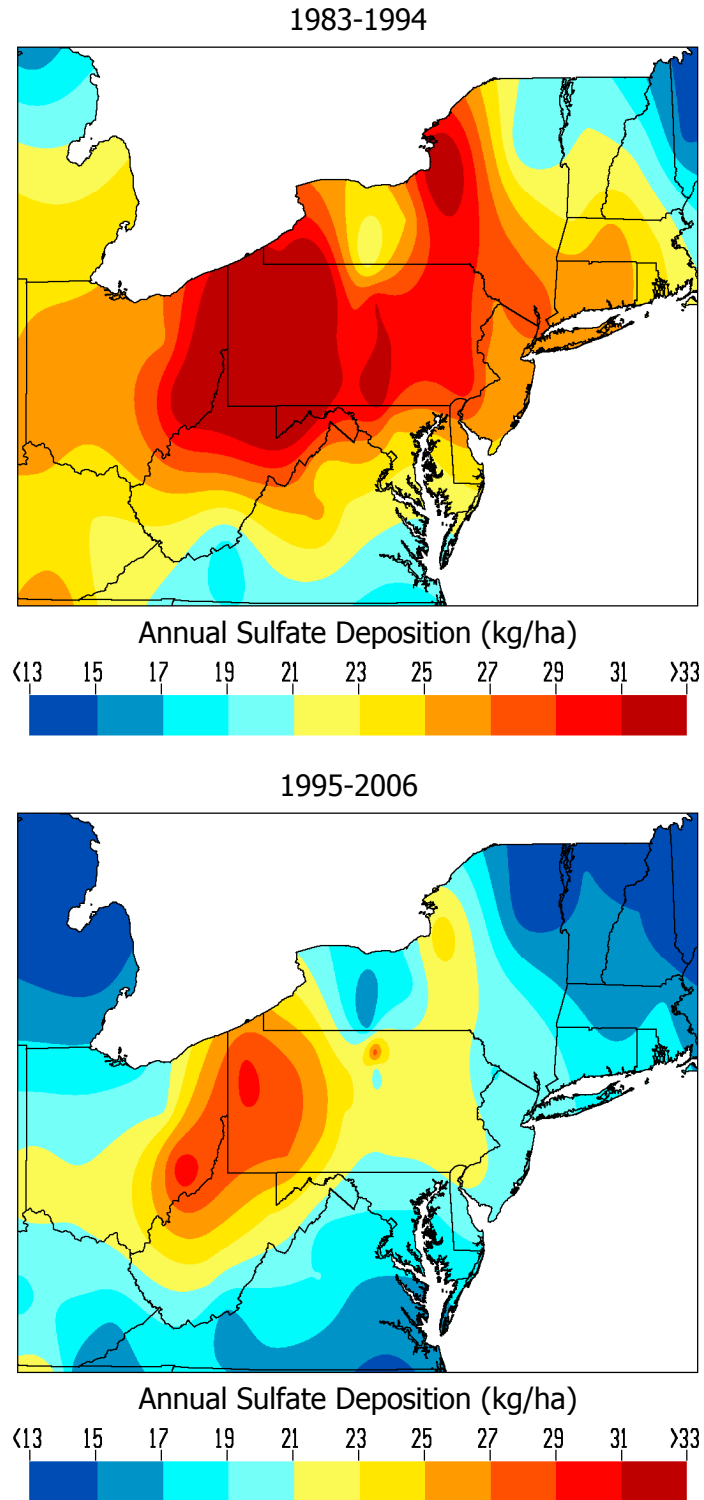 1983-1994
Annual Sulfate Deposition (kg/ha)
<13 15 17 19 21 23 25 27 29 31 >33
1995-2006
Annual Sulfate Deposition (kg/ha)
<13 15 17 19 21 23 25 27 29 31 >33